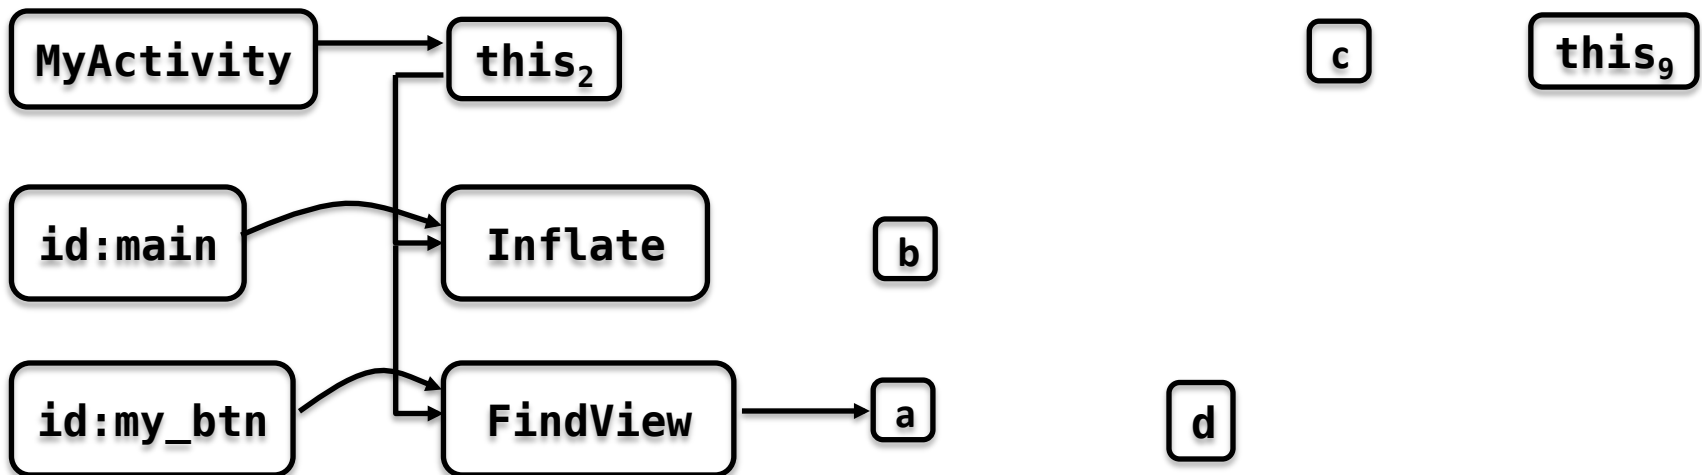 MyActivity this₂ c this₉
id:main Inflate b
id:my_btn FindView a d